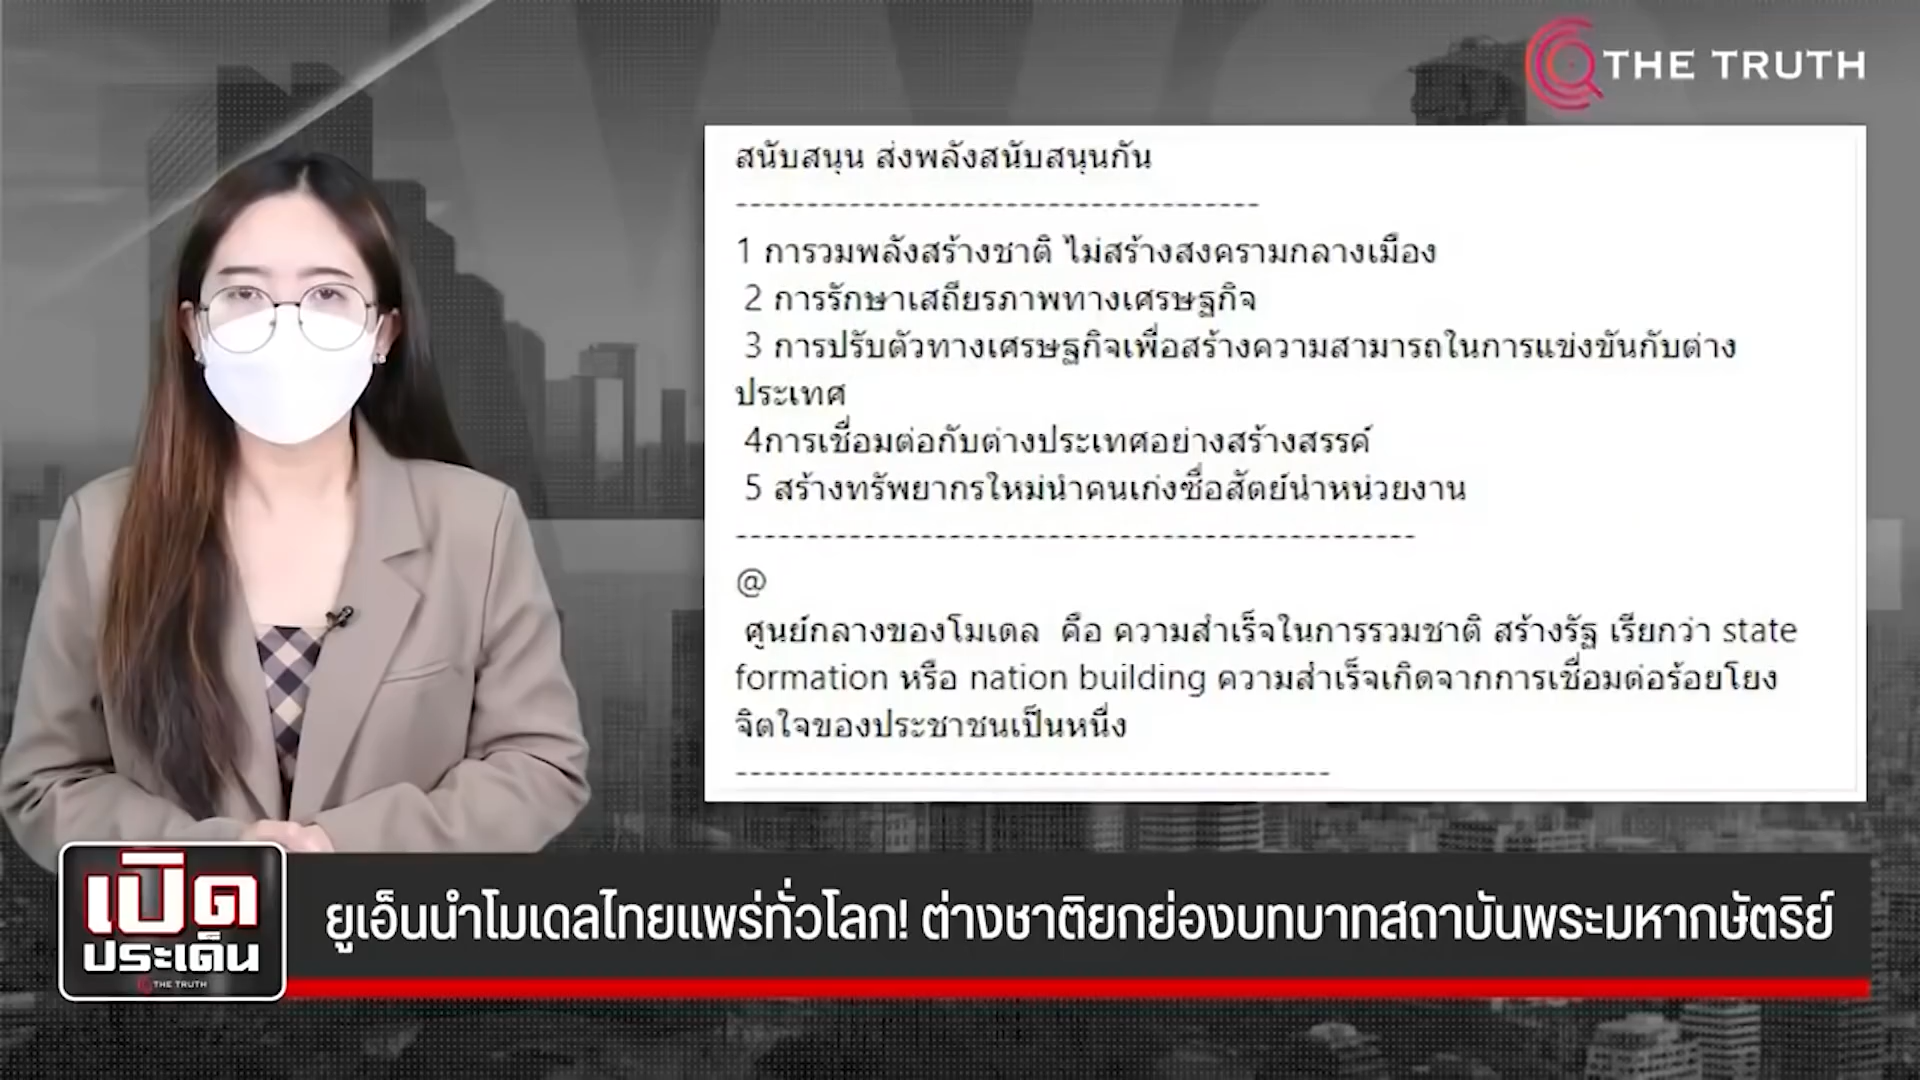 THE TRUTH
สนับสนุน ส่งพลังสนับสนุนกัน
-------------------------------------
1 การวมพลังสร้างชาติ ไม่สร้างสงครามกลางเมือง
2 การรักษาเสถียรภาพทางเศรษฐกิจ
3 การปรับตัวทางเศรษฐกิจเพื่อสร้างความสามารถในการแข่งขันกับต่าง
ประเทศ
4การเชื่อมต่อกับต่างประเทศอย่างสร้างสรรค์
5 สร้างทรัพยากรใหม่นำคนเก่งซื่อสัตย์นำหน่วยงาน
------------------------------------------------
@
ศูนย์กลางของโมเดล คือ ความสำเร็จในการรวมชาติ สร้างรัฐ เรียกว่า state
formation หรือ nation building ความสำเร็จเกิดจากการเชื่อมต่อร้อยโยง
จิตใจของประชาชนเป็นหนึ่ง
------------------------------------------
เปิด
ประเด็น
THE TRUTH
ยูเอ็นนำโมเดลไทยแพร่ทั่วโลก! ต่างชาติยกย่องบทบาทสถาบันพระมหากษัตริย์